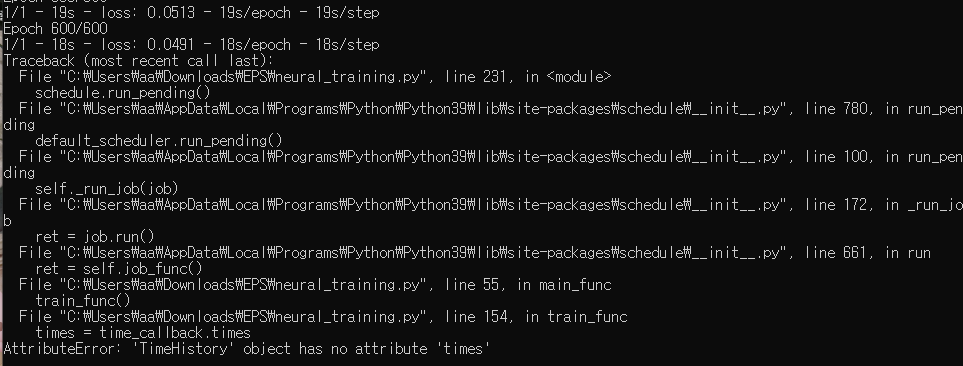 1/1 - 19s - loss: 0.0513 - 19s/epoch - 19s/step
Epoch 600/600
1/1 - 18s - loss: 0.0491 - 18s/epoch - 18s/step
Traceback (most recent call last):
  File "C:₩Users₩aa₩Downloads₩EPS₩neural_training.py", line 231, in <module>
    schedule.run_pending()
  File "C:₩Users₩aa₩AppData₩Local₩Programs₩Python₩Python39₩lib₩site-packages₩schedule₩__init__.py", line 780, in run_pen
ding
    default_scheduler.run_pending()
  File "C:₩Users₩aa₩AppData₩Local₩Programs₩Python₩Python39₩lib₩site-packages₩schedule₩__init__.py", line 100, in run_pen
ding
    self._run_job(job)
  File "C:₩Users₩aa₩AppData₩Local₩Programs₩Python₩Python39₩lib₩site-packages₩schedule₩__init__.py", line 172, in _run_jo
b
    ret = job.run()
  File "C:₩Users₩aa₩AppData₩Local₩Programs₩Python₩Python39₩lib₩site-packages₩schedule₩__init__.py", line 661, in run
    ret = self.job_func()
  File "C:₩Users₩aa₩Downloads₩EPS₩neural_training.py", line 55, in main_func
    train_func()
  File "C:₩Users₩aa₩Downloads₩EPS₩neural_training.py", line 154, in train_func
    times = time_callback.times
AttributeError: 'TimeHistory' object has no attribute 'times'